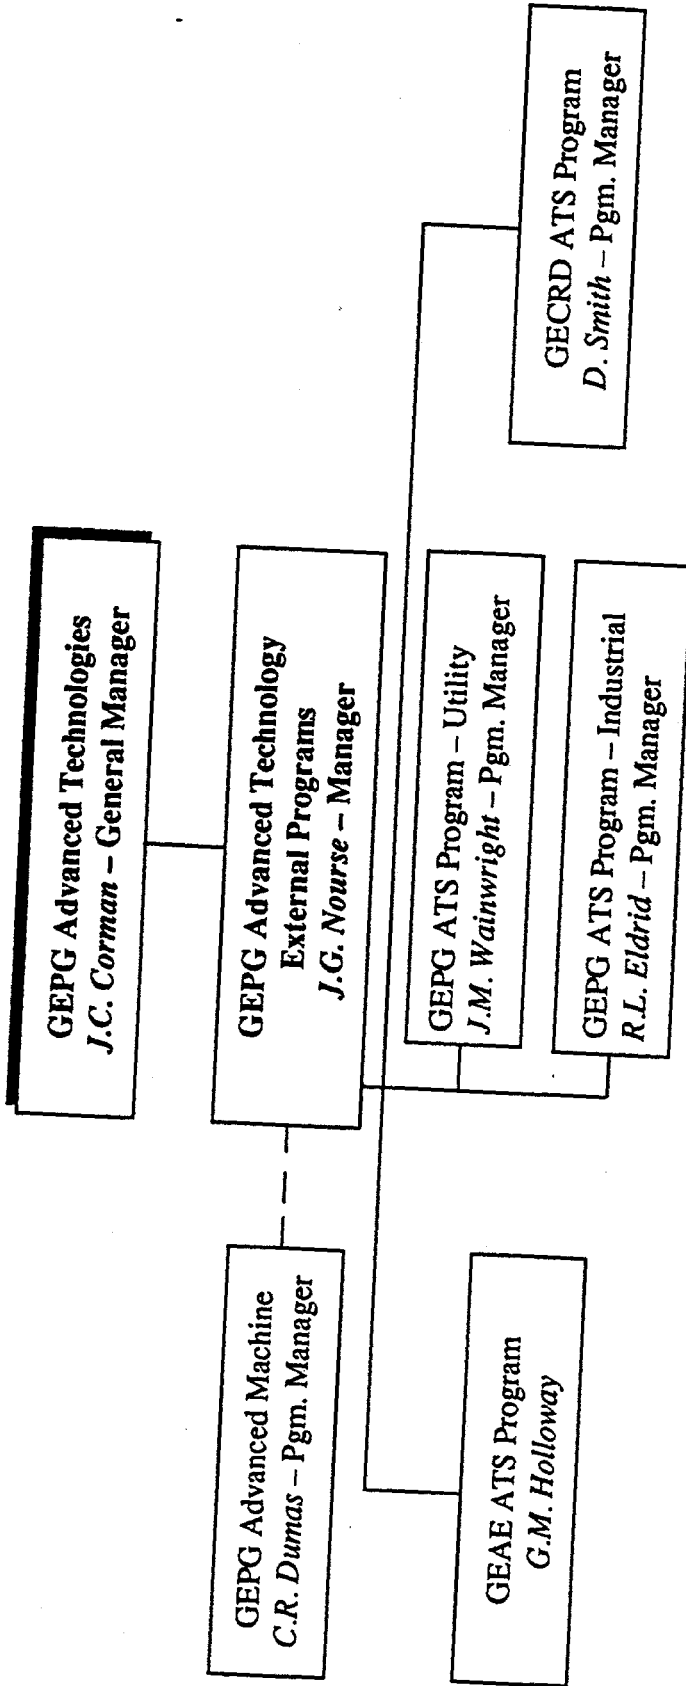 GEPG Advanced Technologies
J.C. Corman – General Manager
GEPG Advanced Technology
External Programs
J.G. Nourse – Manager
GEPG Advanced Machine
C.R. Dumas – Pgm. Manager
GEPG ATS Program – Utility
J.M. Wainwright – Pgm. Manager
GEPG ATS Program – Industrial
R.L. Eldrid – Pgm. Manager
GEAE ATS Program
G.M. Holloway
GECRD ATS Program
D. Smith – Pgm. Manager